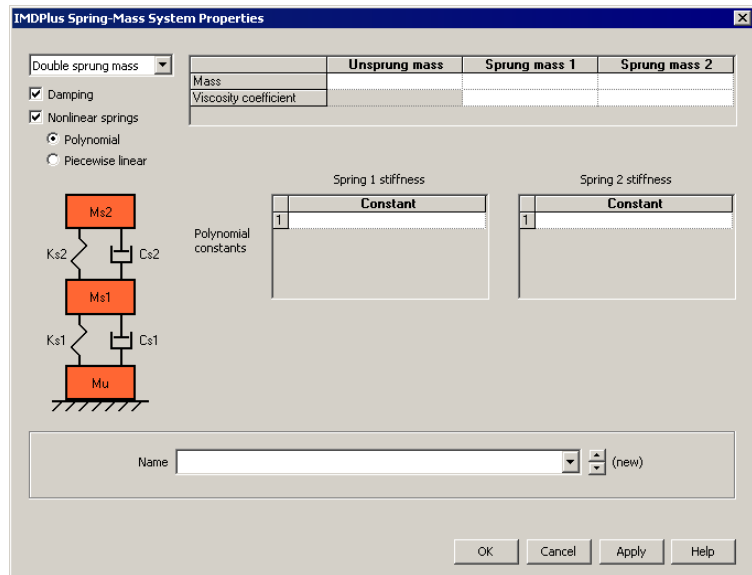 IMDPlus Spring-Mass System Properties
Double sprung mass
Damping
Nonlinear springs
Polynomial
Piecewise linear
Unsprung mass Sprung mass 1 Sprung mass 2
Mass
Viscosity coefficient
Spring 1 stiffness
Spring 2 stiffness
Polynomial
constants
Constant
1
Constant
1
Ms2
Ks2 Cs2
Ms1
Ks1 Cs1
Mu
Name
(new)
OK Cancel Apply Help